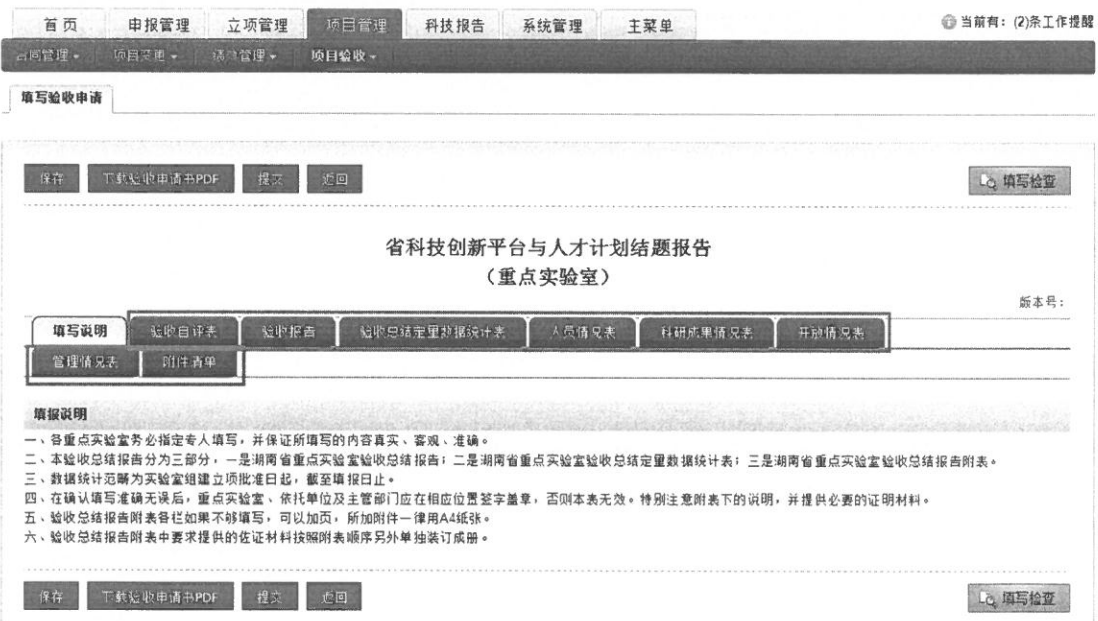 首页 申报管理 立项管理 项目管理 科技报告 系统管理 主菜单 当前有：(2)条工作提醒
合同管理 项目变更 绩效管理 项目验收
填写验收申请
保存 下载验收申请书PDF 提交 返回 填写检查
省科技创新平台与人才计划结题报告
（重点实验室）
版本号：
填写说明 验收自评表 验收报告 验收总结定量数据统计表 人员情况表 科研成果情况表 开放情况表
管理情况表 附件清单
填报说明
一、各重点实验室务必指定专人填写，并保证所填写的内容真实、客观、准确。
二、本验收总结报告分为三部分，一是湖南省重点实验室验收总结报告；二是湖南省重点实验室验收总结定量数据统计表；三是湖南省重点实验室验收总结报告附表。
三、数据统计范畴为实验室组建立项批准日起，截至填报日止。
四、在确认填写准确无误后，重点实验室、依托单位及主管部门应在相应位置签字盖章，否则本表无效。特别注意附表下的说明，并提供必要的证明材料。
五、验收总结报告附表各栏如果不够填写，可以加页，所加附件一律用A4纸张。
六、验收总结报告附表中要求提供的佐证材料按照附表顺序另外单独装订成册。
保存 下载验收申请书PDF 提交 返回 填写检查